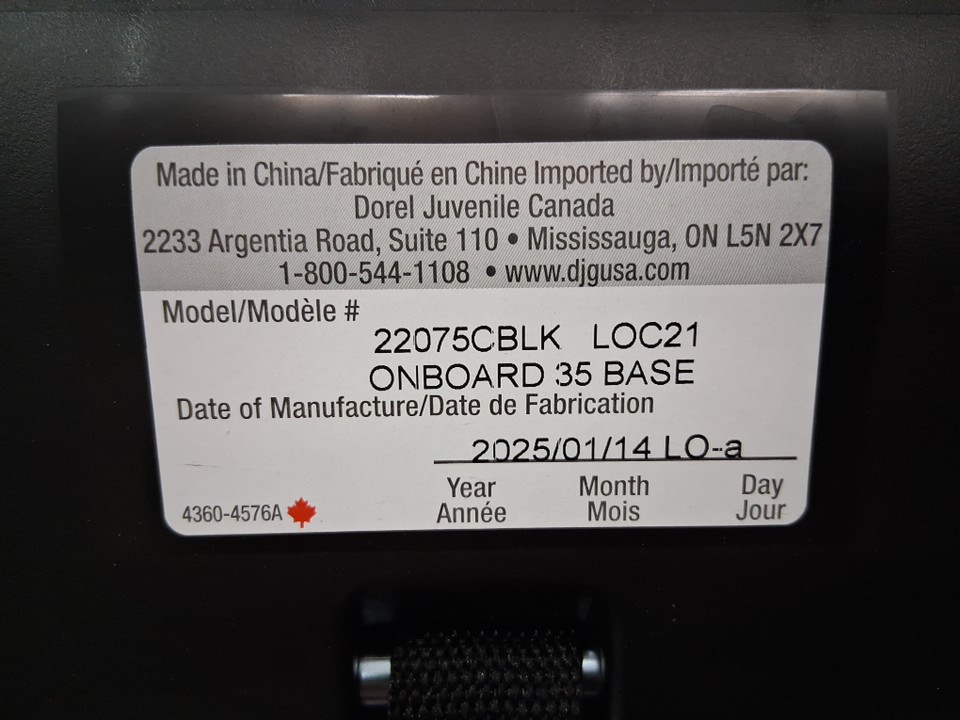 Made in China/Fabriqué en Chine Imported by/Importé par:
Dorel Juvenile Canada
2233 Argentia Road, Suite 110 • Mississauga, ON L5N 2X7
1-800-544-1108 • www.djgusa.com
Model/Modèle #
22075CBLK LOC21
ONBOARD 35 BASE
Date of Manufacture/Date de Fabrication
2025/01/14 LO-a
Year Month Day
Année Mois Jour
4360-4576A